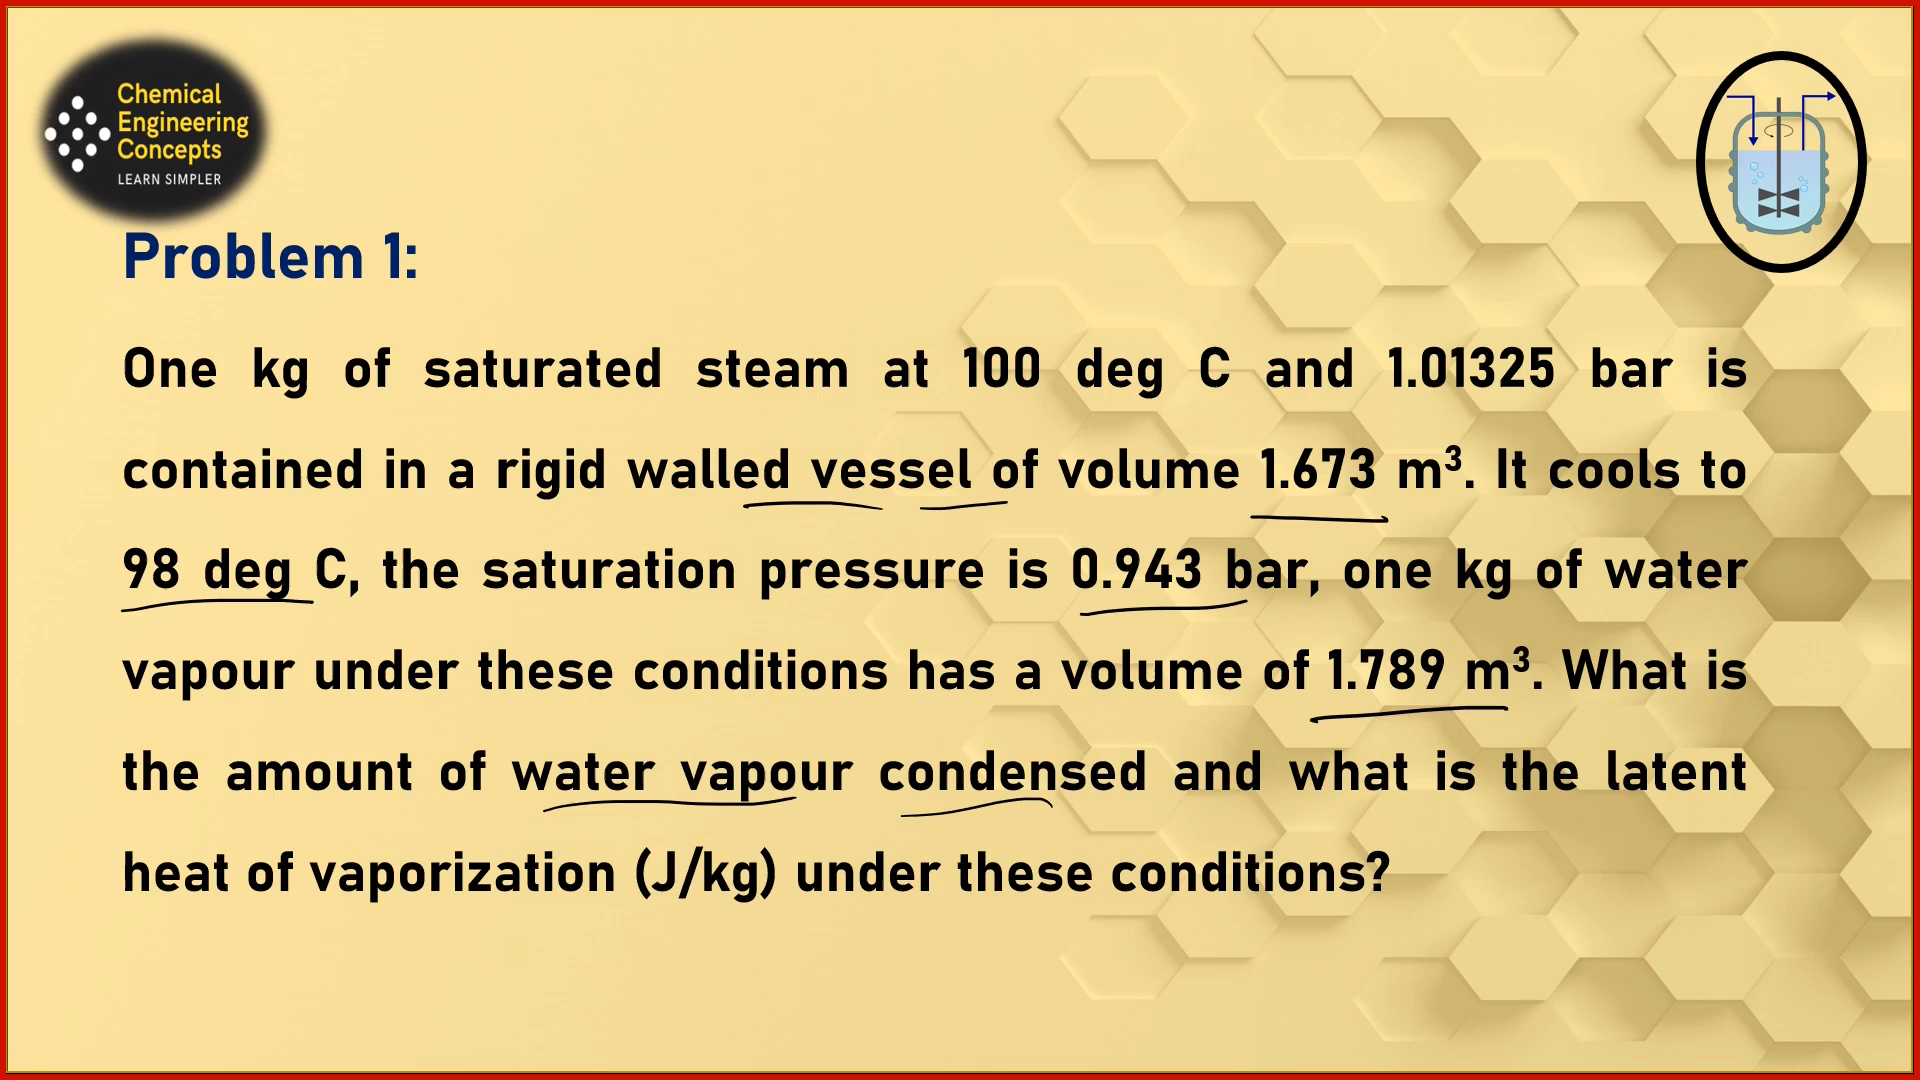 Chemical
Engineering
Concepts
LEARN SIMPLER
Problem 1:
One kg of saturated steam at 100 deg C and 1.01325 bar is
contained in a rigid walled vessel of volume 1.673 m³. It cools to
98 deg C, the saturation pressure is 0.943 bar, one kg of water
vapour under these conditions has a volume of 1.789 m³. What is
the amount of water vapour condensed and what is the latent
heat of vaporization (J/kg) under these conditions?